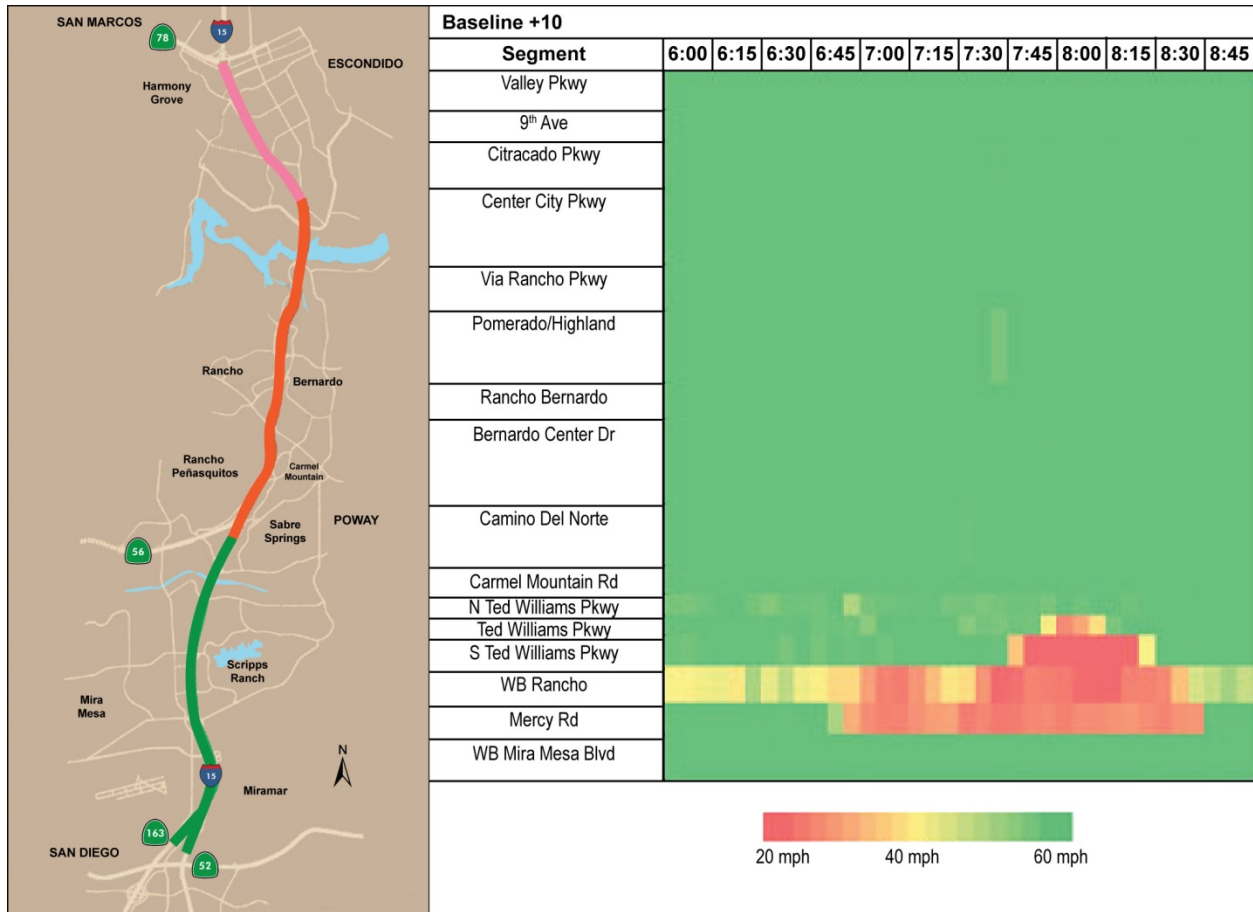 SAN MARCOS
78
15
ESCONDIDO
Harmony
Grove
Rancho
Bernardo
Rancho
Peñasquitos
Carmel
Mountain
Sabre
Springs
POWAY
56
Scripps
Ranch
Mira
Mesa
N
15
Miramar
163
SAN DIEGO
52
Baseline +10
Segment 6:00 6:15 6:30 6:45 7:00 7:15 7:30 7:45 8:00 8:15 8:30 8:45
Valley Pkwy
9th Ave
Citracado Pkwy
Center City Pkwy
Via Rancho Pkwy
Pomerado/Highland
Rancho Bernardo
Bernardo Center Dr
Camino Del Norte
Carmel Mountain Rd
N Ted Williams Pkwy
Ted Williams Pkwy
S Ted Williams Pkwy
WB Rancho
Mercy Rd
WB Mira Mesa Blvd
20 mph 40 mph 60 mph